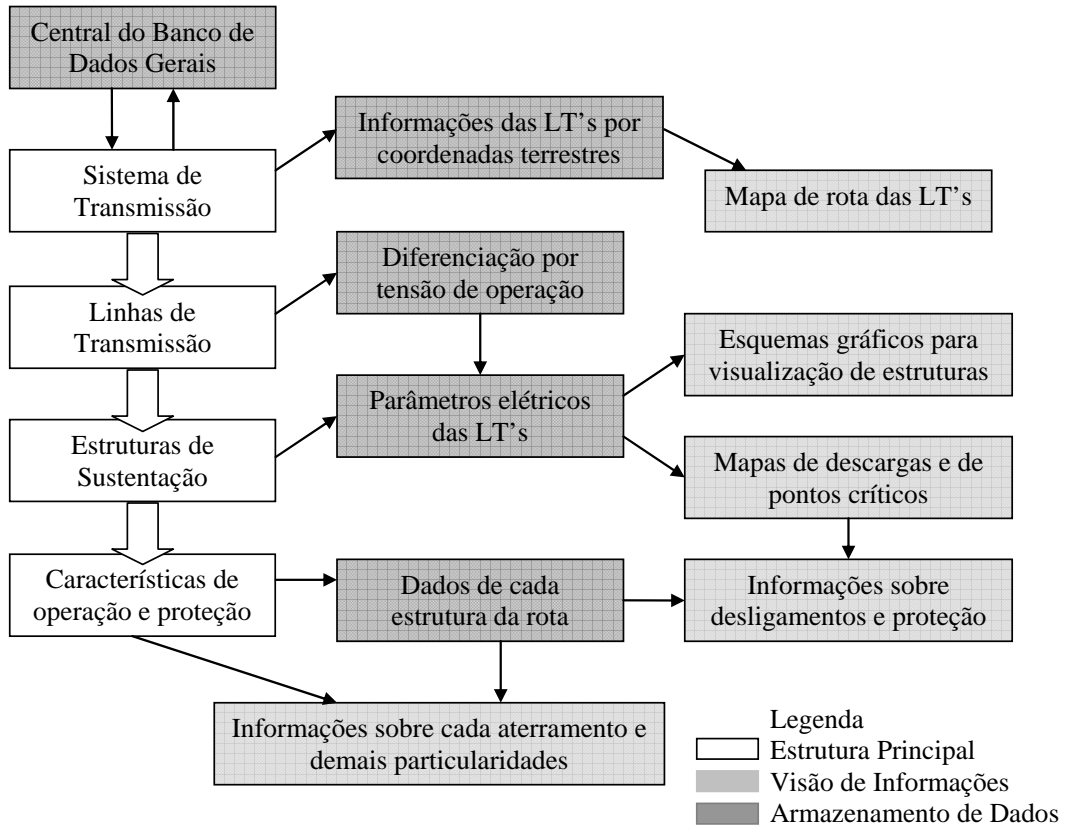 Central do Banco de
Dados Gerais
Informações das LT’s por
coordenadas terrestres
Sistema de
Transmissão
Mapa de rota das LT’s
Diferenciação por
tensão de operação
Linhas de
Transmissão
Esquemas gráficos para
visualização de estruturas
Parâmetros elétricos
das LT’s
Estruturas de
Sustentação
Mapas de descargas e de
pontos críticos
Característícas de
operação e proteção
Dados de cada
estrutura da rota
Informações sobre
desligamentos e proteção
Informações sobre cada aterramento e
demais particularidades
Legenda
Estrutura Principal
Visão de Informações
Armazenamento de Dados